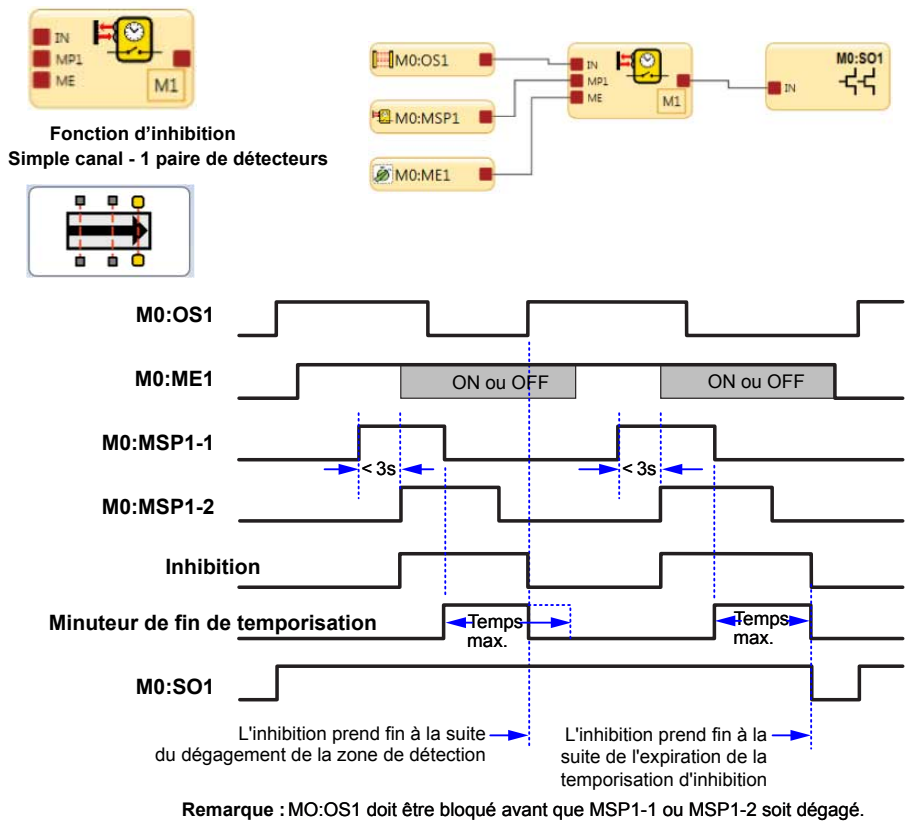 IN
MP1
ME
M1
M0:OS1
M0:MSP1
M0:ME1
IN
MP1
ME
M1
M0:SO1
IN
Fonction d’inhibition
Simple canal - 1 paire de détecteurs
M0:OS1
M0:ME1
ON ou OFF
ON ou OFF
M0:MSP1-1
< 3s
< 3s
M0:MSP1-2
Inhibition
Minuteur de fin de temporisation
Temps
max.
Temps
max.
M0:SO1
L'inhibition prend fin à la suite
du dégagement de la zone de détection
L'inhibition prend fin à la
suite de l'expiration de la
temporisation d'inhibition
Remarque : MO:OS1 doit être bloqué avant que MSP1-1 ou MSP1-2 soit dégagé.